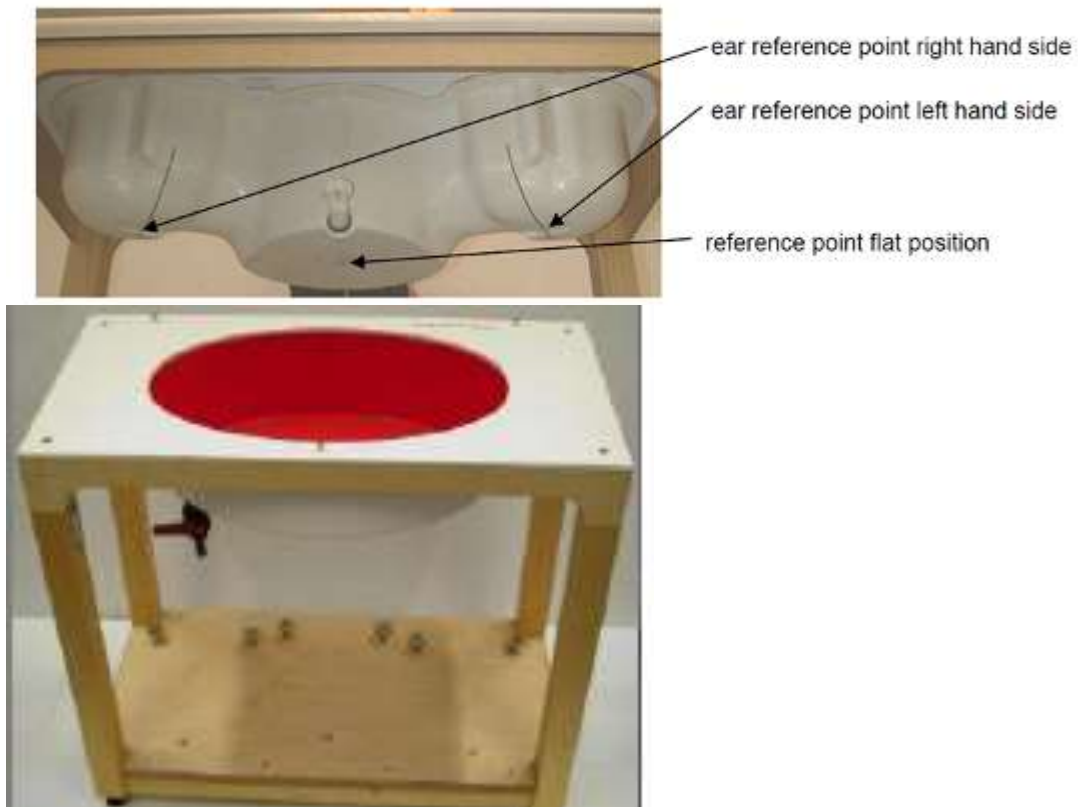 ear reference point right hand side
ear reference point left hand side
reference point flat position